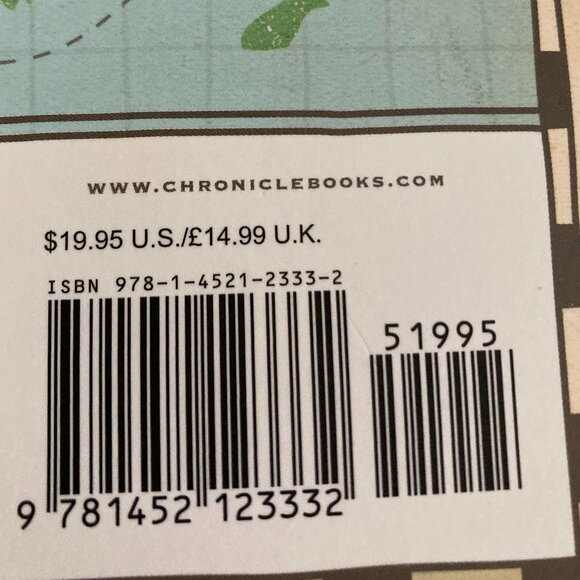 WWW.CHRONICLEBOOKS.COM
$19.95 U.S./£14.99 U.K.
ISBN 978-1-4521-2333-2
51995
9 781452 123332